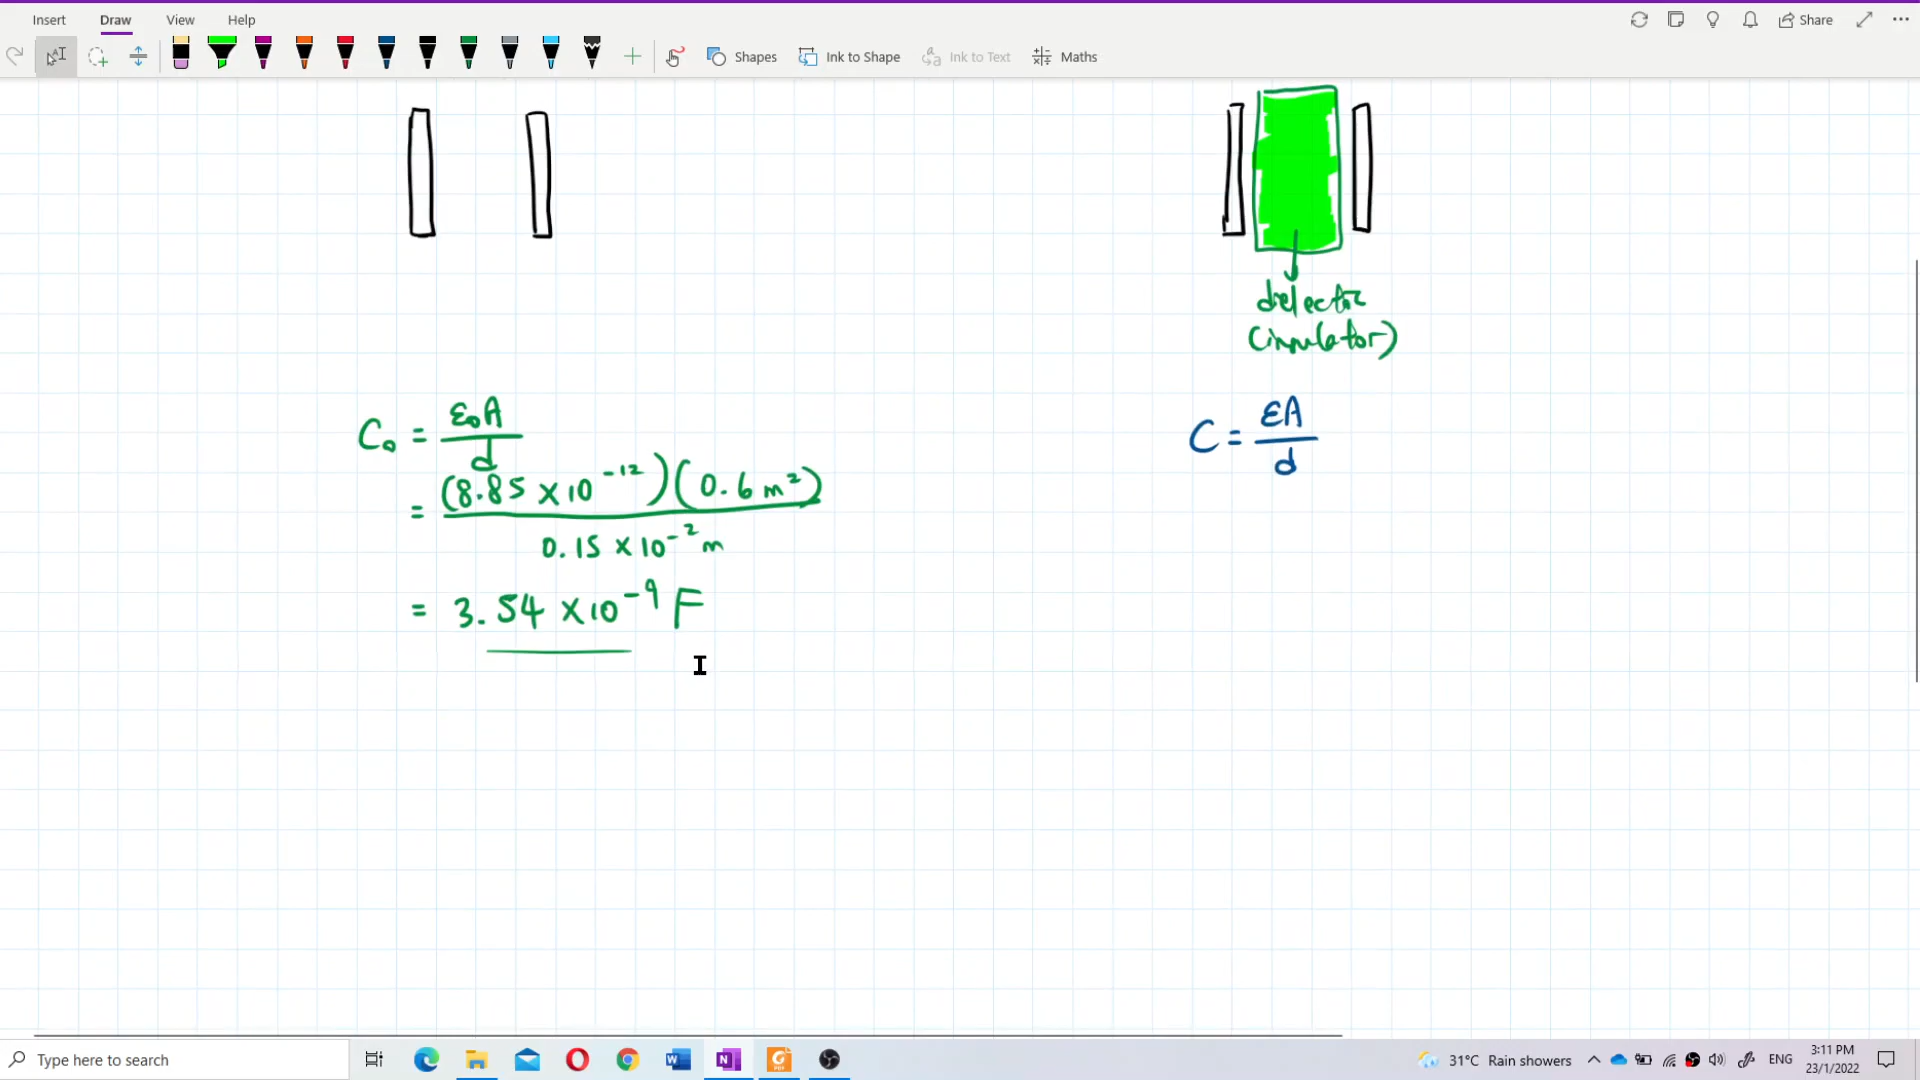 Insert Draw View Help
Share
Shapes Ink to Shape Ink to Text Maths
dielectric
(insulator)
C₀ = ε₀A/d
= (8.85 × 10⁻¹²)(0.6 m²)/0.15 × 10⁻² m
= 3.54 × 10⁻⁹ F
C = εA/d
Type here to search
31°C Rain showers
ENG
3:11 PM
23/1/2022